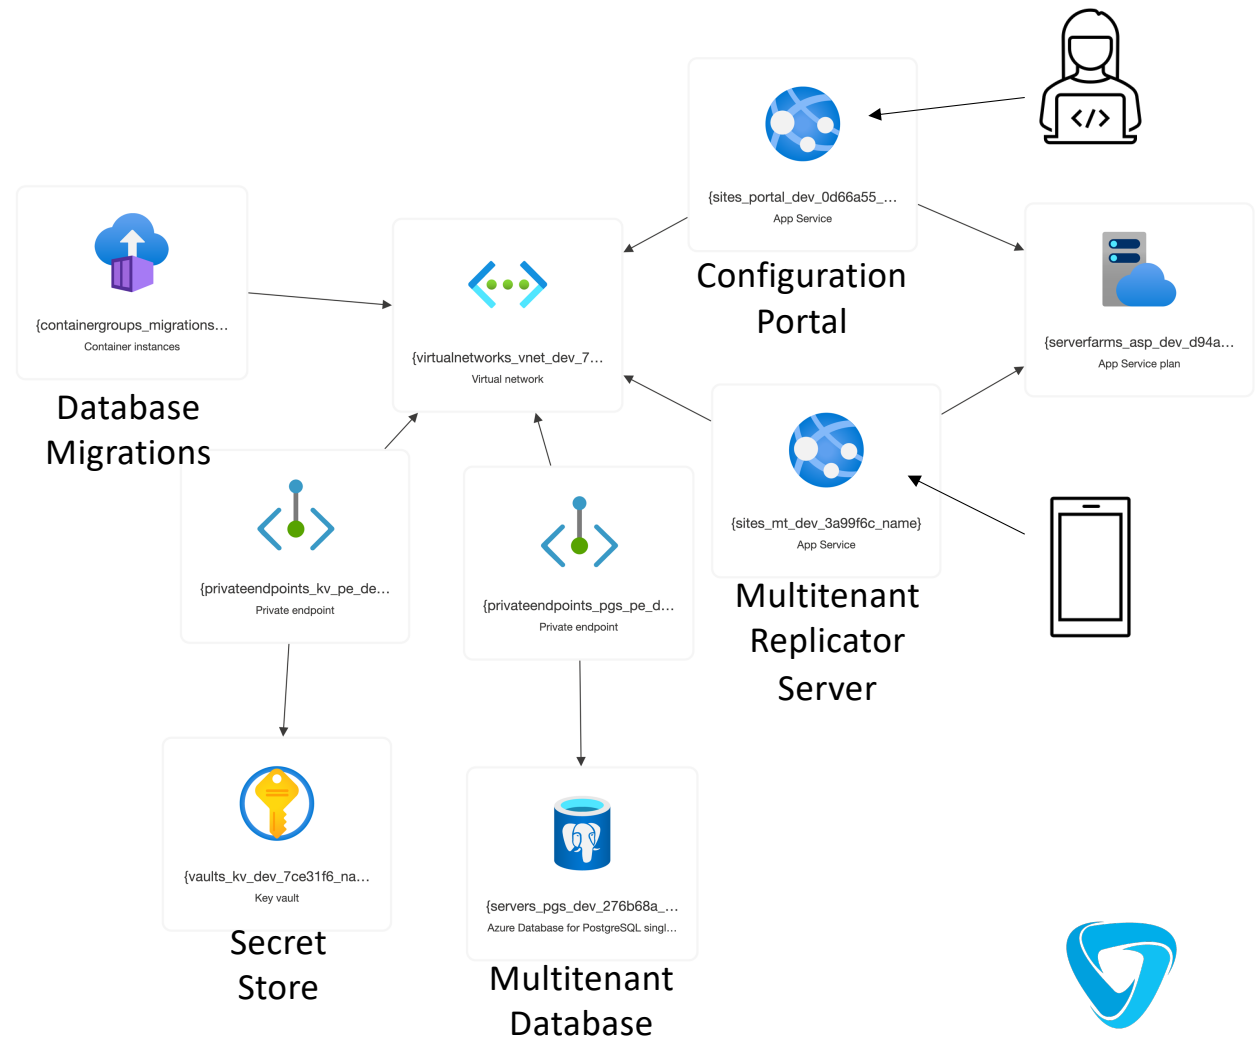 </>
{sites_portal_dev_0d66a55_...
App Service
Configuration
Portal
{containergroups_migrations...
Container instances
Database
Migrations
{virtualnetworks_vnet_dev_7...
Virtual network
{serverfarms_asp_dev_d94a...
App Service plan
{sites_mt_dev_3a99f6c_name}
App Service
Multitenant
Replicator
Server
{privateendpoints_kv_pe_de...
Private endpoint
{privateendpoints_pgs_pe_d...
Private endpoint
{vaults_kv_dev_7ce31f6_na...
Key vault
Secret
Store
{servers_pgs_dev_276b68a_...
Azure Database for PostgreSQL singl...
Multitenant
Database